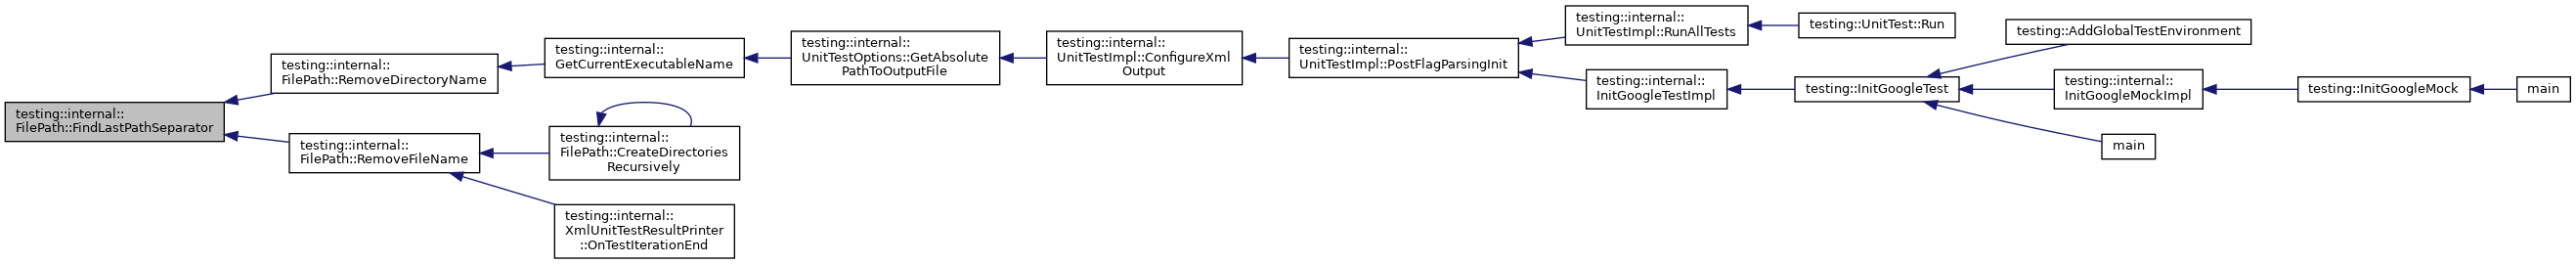 testing::internal::
FilePath::FindLastPathSeparator
testing::internal::
FilePath::RemoveDirectoryName
testing::internal::
GetCurrentExecutableName
testing::internal::
UnitTestOptions::GetAbsolute
PathToOutputFile
testing::internal::
UnitTestImpl::ConfigureXml
Output
testing::internal::
UnitTestImpl::PostFlagParsingInit
testing::internal::
UnitTestImpl::RunAllTests
testing::UnitTest::Run
testing::internal::
InitGoogleTestImpl
testing::InitGoogleTest
testing::AddGlobalTestEnvironment
testing::internal::
InitGoogleMockImpl
testing::InitGoogleMock
main
main
testing::internal::
FilePath::RemoveFileName
testing::internal::
FilePath::CreateDirectories
Recursively
testing::internal::
XmlUnitTestResultPrinter
::OnTestIterationEnd